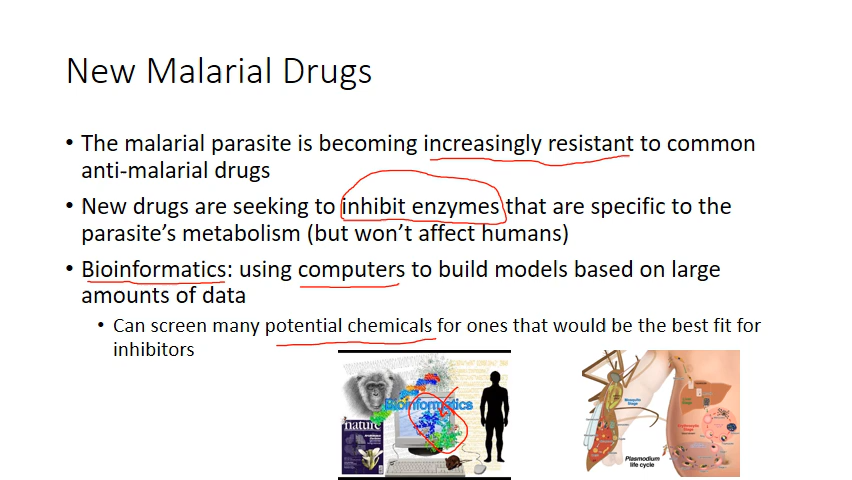 New Malarial Drugs
• The malarial parasite is becoming increasingly resistant to common
anti-malarial drugs
• New drugs are seeking to inhibit enzymes that are specific to the
parasite's metabolism (but won't affect humans)
• Bioinformatics: using computers to build models based on large
amounts of data
• Can screen many potential chemicals for ones that would be the best fit for
inhibitors
Bioinformatics
nature
Plasmodium
life cycle